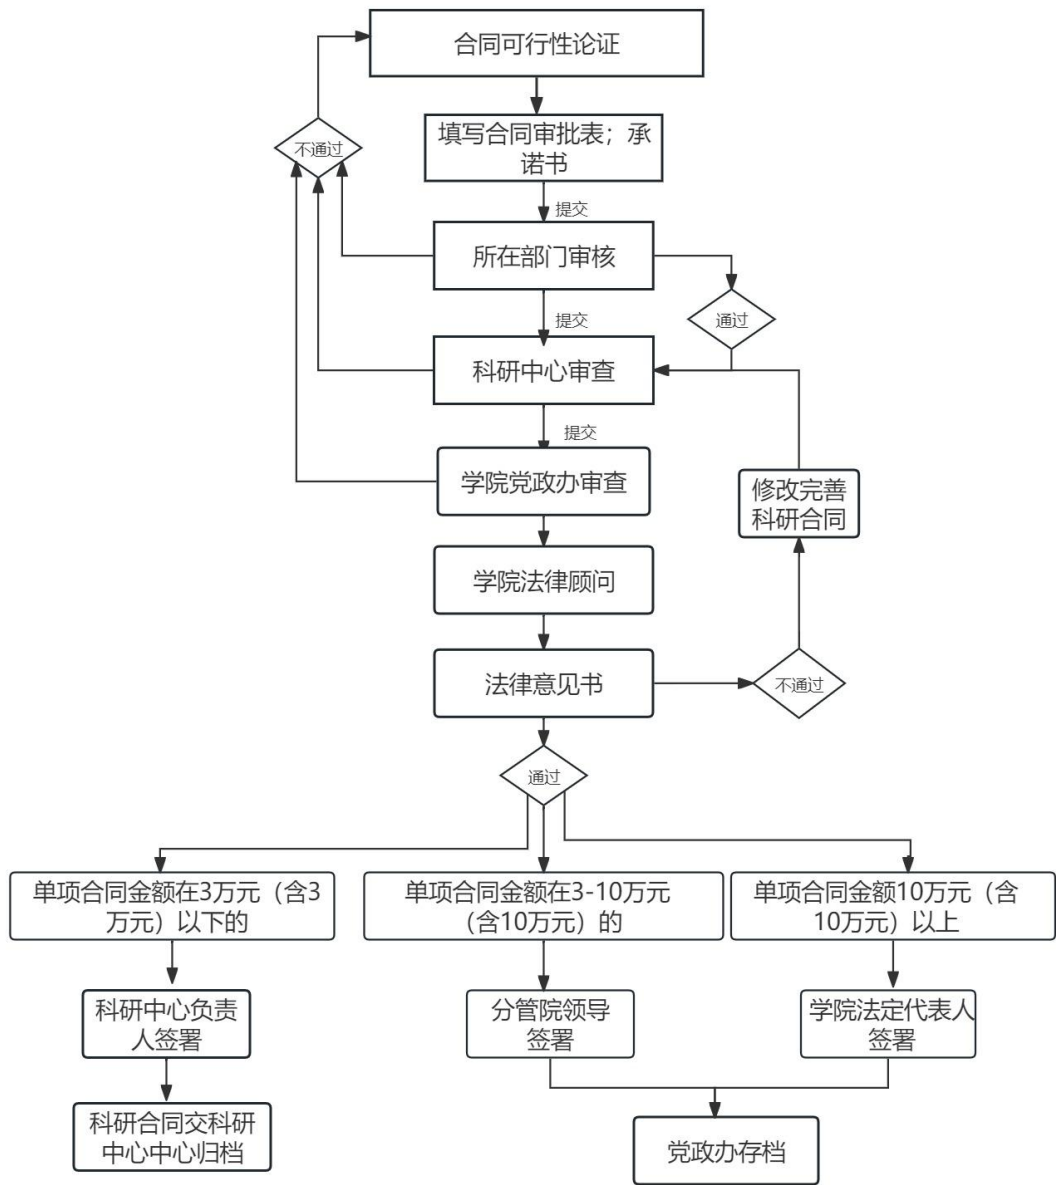 合同可行性论证
填写合同审批表；承
诺书
不通过
提交
所在部门审核
提交
通过
科研中心审查
提交
学院党政办审查
修改完善
科研合同
学院法律顾问
法律意见书
不通过
通过
单项合同金额在3万元（含3
万元）以下的
单项合同金额在3-10万元
（含10万元）的
单项合同金额10万元（含
10万元）以上
科研中心负责
人签署
分管院领导
签署
学院法定代表人
签署
科研合同交科研
中心中心归档
党政办存档